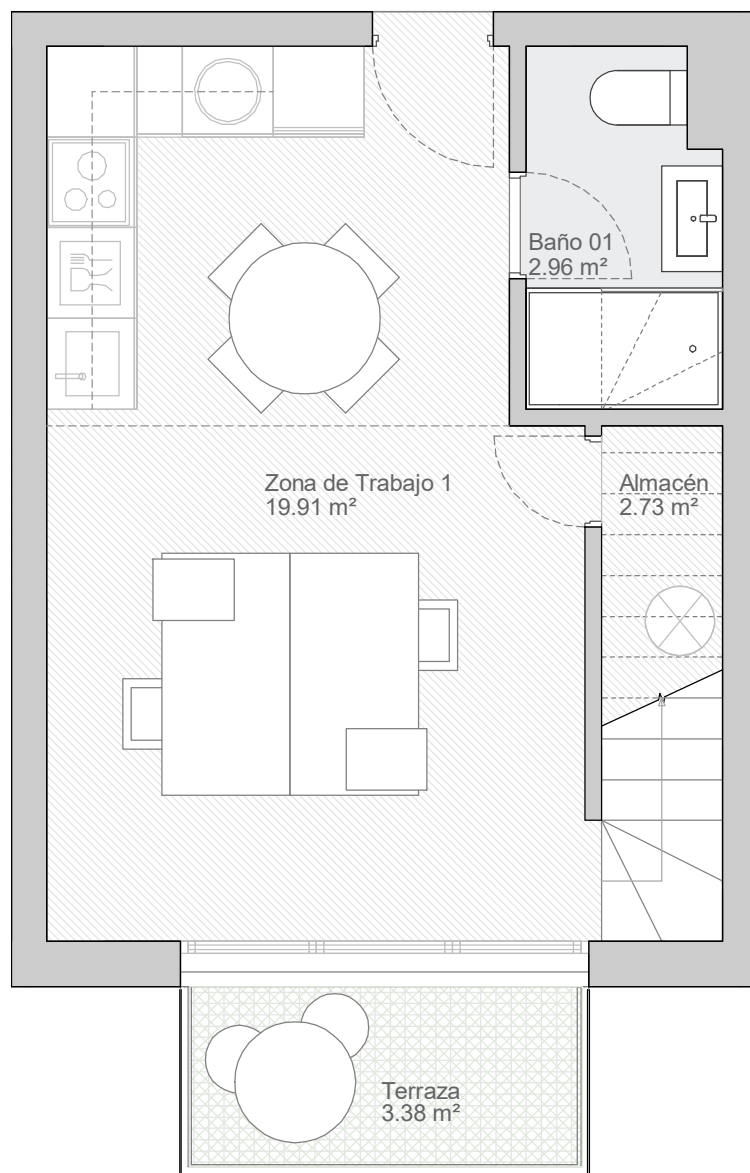 Baño 01
2.96 m²
Zona de Trabajo 1
19.91 m²
Almacén
2.73 m²
Terraza
3.38 m²